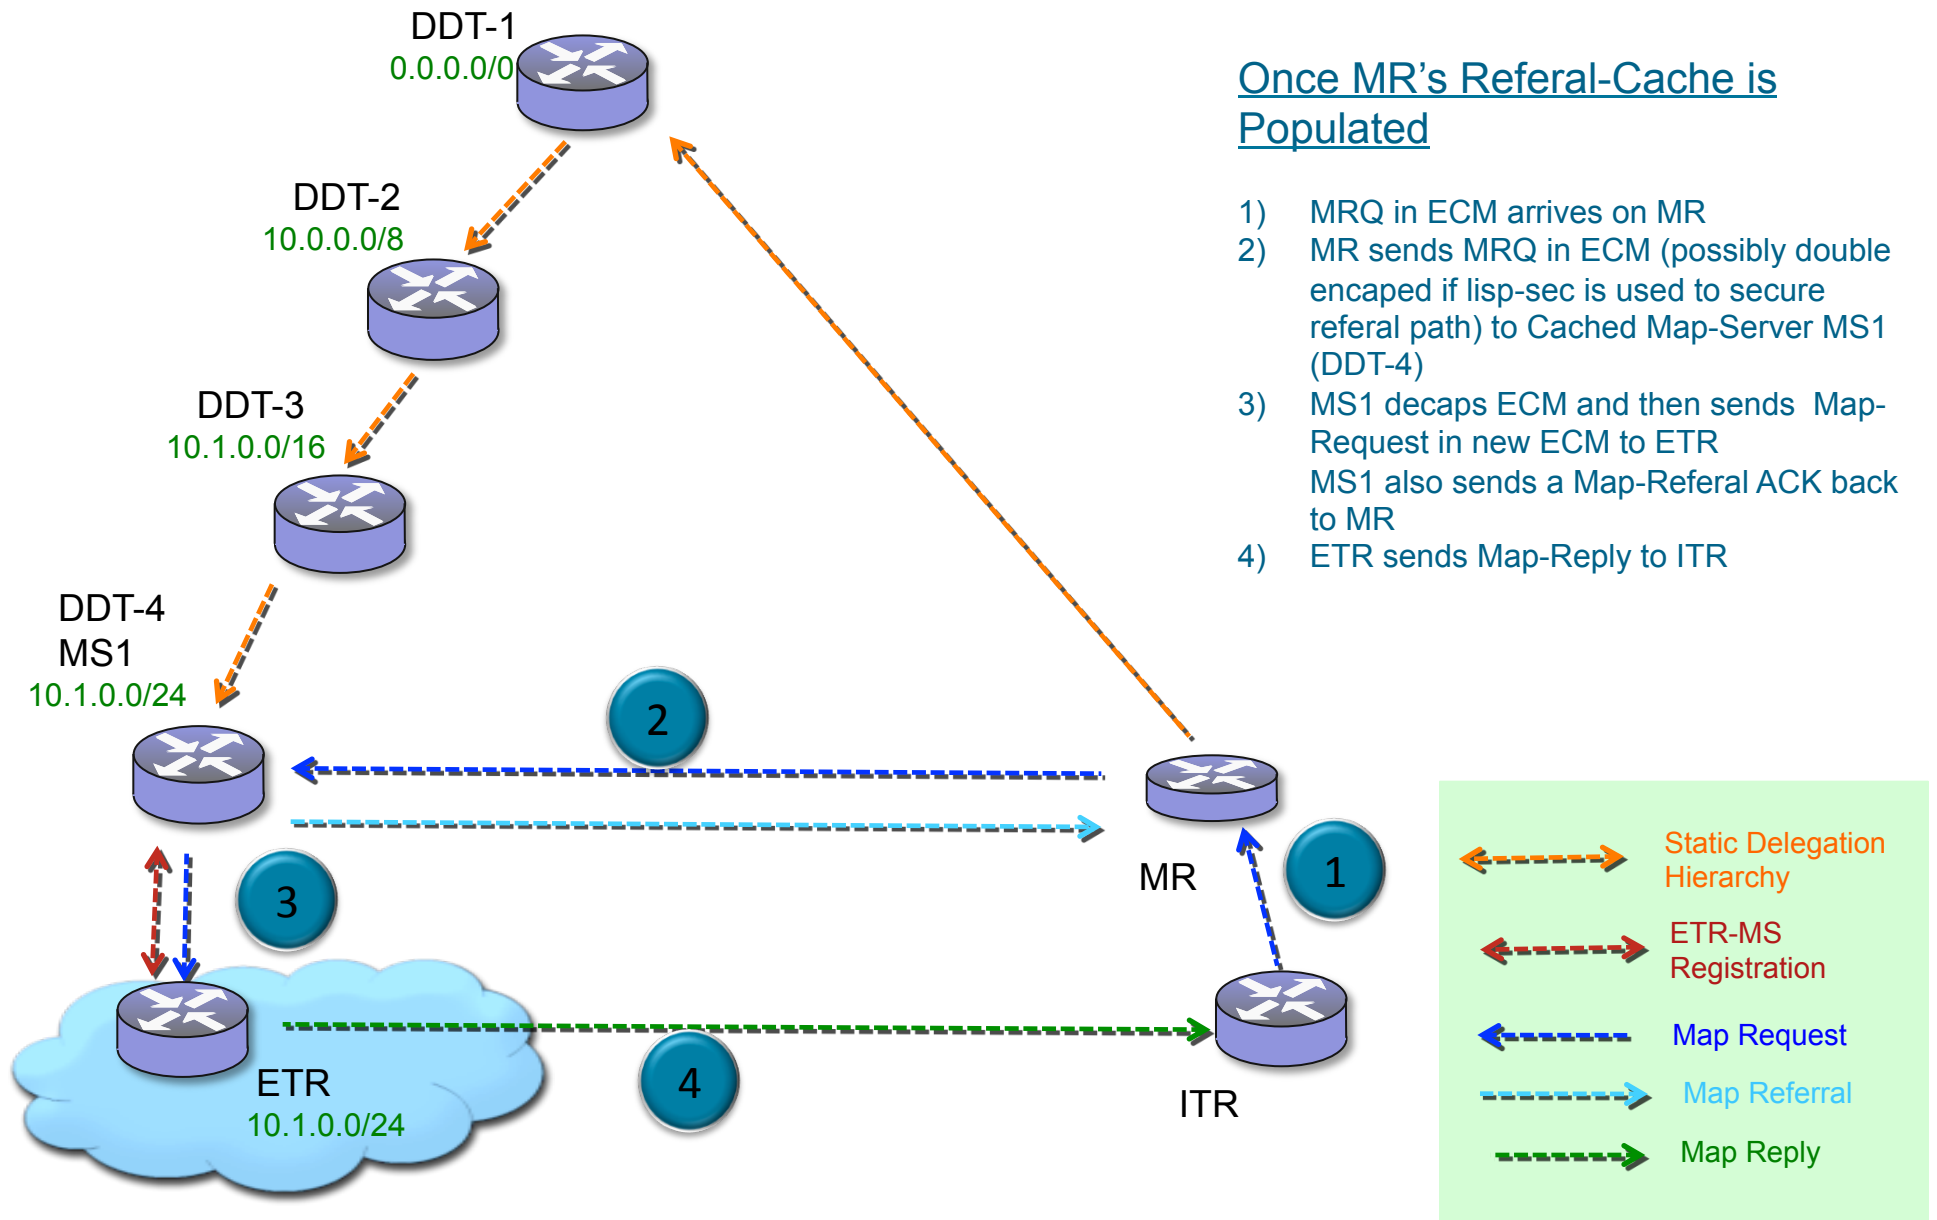 DDT-1
0.0.0.0/0
Once MR's Referal-Cache is
Populated
DDT-2
10.0.0.0/8
1) MRQ in ECM arrives on MR
2) MR sends MRQ in ECM (possibly double
encaped if lisp-sec is used to secure
referal path) to Cached Map-Server MS1
(DDT-4)
3) MS1 decaps ECM and then sends Map-
Request in new ECM to ETR
MS1 also sends a Map-Referal ACK back
to MR
4) ETR sends Map-Reply to ITR
DDT-3
10.1.0.0/16
DDT-4
MS1
10.1.0.0/24
2
MR
1
3
ETR
10.1.0.0/24
4
ITR
Static Delegation
Hierarchy
ETR-MS
Registration
Map Request
Map Referral
Map Reply